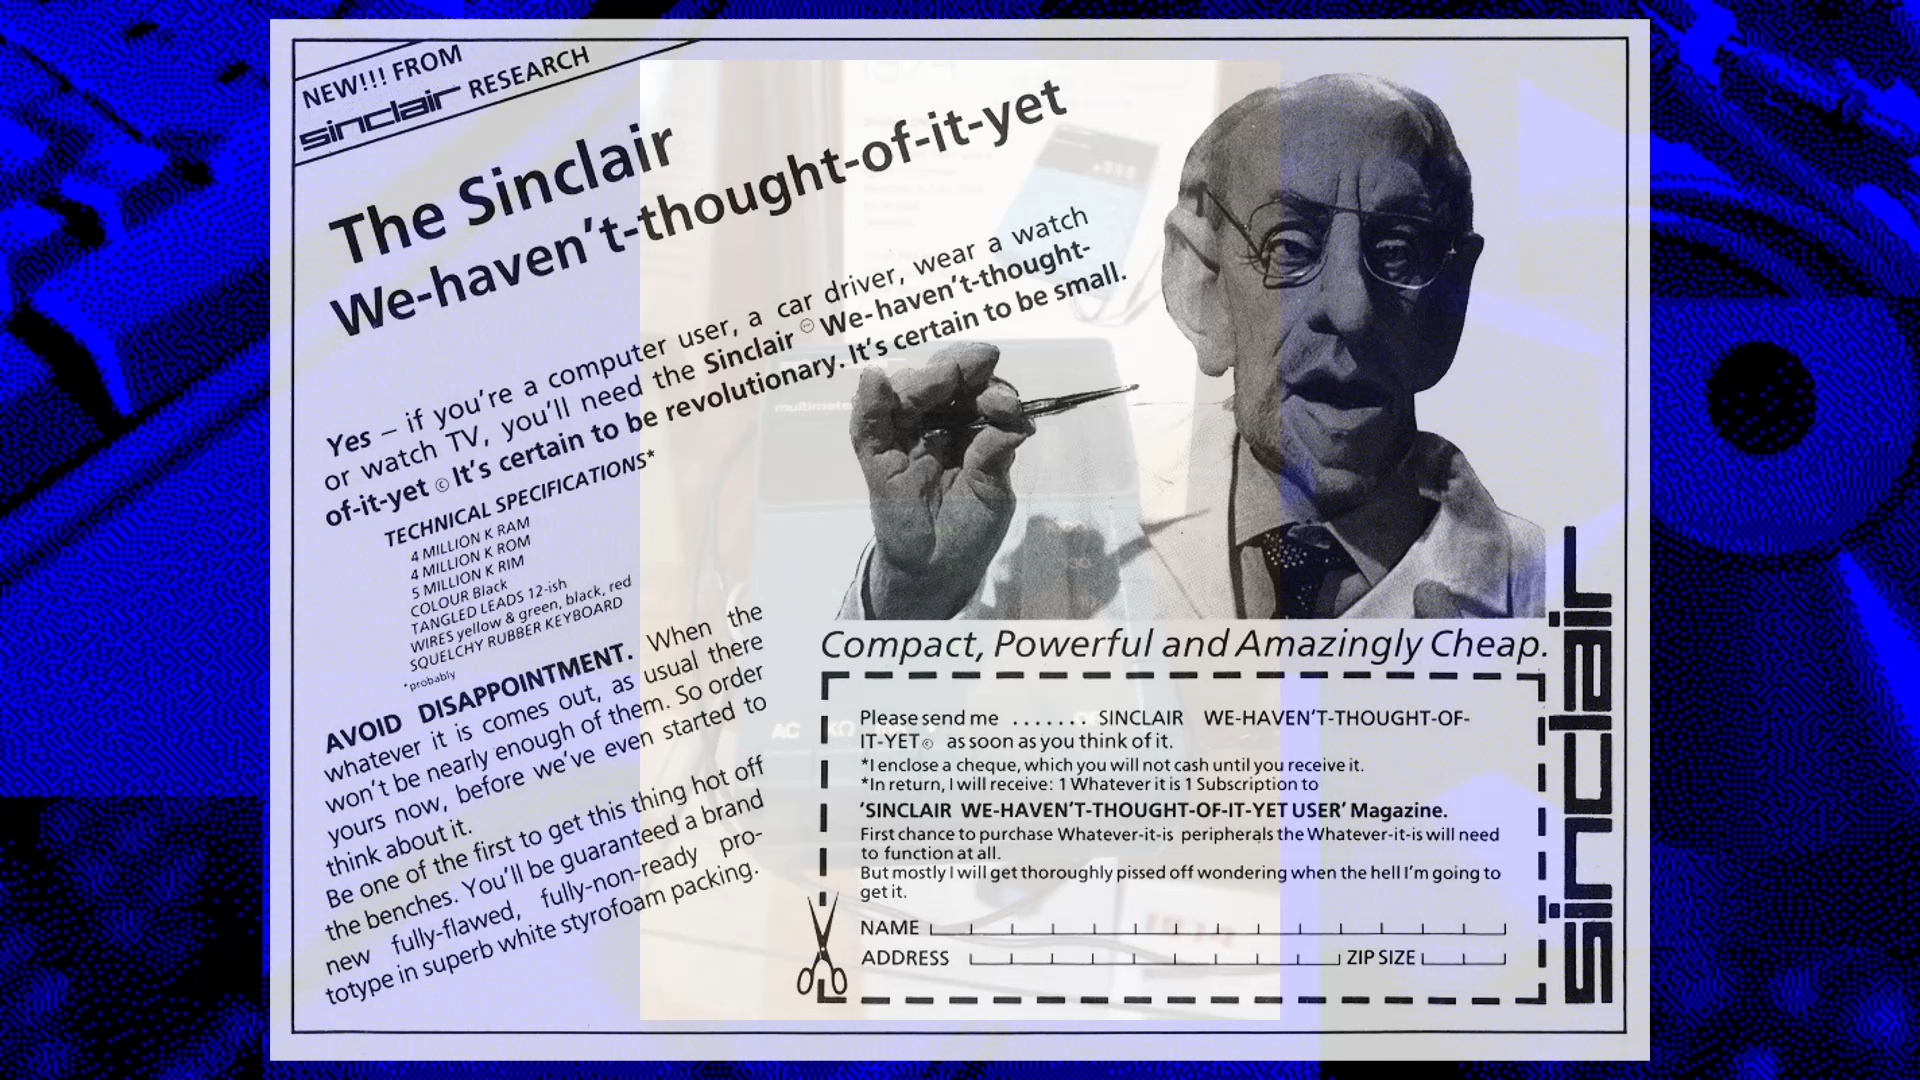 NEW!!! FROM
sinclair RESEARCH
The Sinclair
We-haven't-thought-of-it-yet
Yes – if you're a computer user, a car driver, wear a watch
or watch TV, you'll need the Sinclair © We-haven't-thought-
of-it-yet © It's certain to be revolutionary. It's certain to be small.
TECHNICAL SPECIFICATIONS*
4 MILLION K RAM
4 MILLION K ROM
5 MILLION K RIM
COLOUR Black
TANGLED LEADS 12-ish
WIRES yellow & green, black, red
SQUELCHY RUBBER KEYBOARD
*probably
AVOID DISAPPOINTMENT. When the
whatever it is comes out, as usual there
won't be nearly enough of them. So order
yours now, before we've even started to
think about it.
Be one of the first to get this thing hot off
the benches. You'll be guaranteed a brand
new fully-flawed, fully-non-ready pro-
totype in superb white styrofoam packing.
Compact, Powerful and Amazingly Cheap.
Please send me ....... SINCLAIR WE-HAVEN'T-THOUGHT-OF-
IT-YET © as soon as you think of it.
*I enclose a cheque, which you will not cash until you receive it.
*In return, I will receive: 1 Whatever it is 1 Subscription to
'SINCLAIR WE-HAVEN'T-THOUGHT-OF-IT-YET USER' Magazine.
First chance to purchase Whatever-it-is peripherals the Whatever-it-is will need
to function at all.
But mostly I will get thoroughly pissed off wondering when the hell I'm going to
get it.
NAME
ADDRESS ZIP SIZE
sinclair
multimeter
AC KΩ